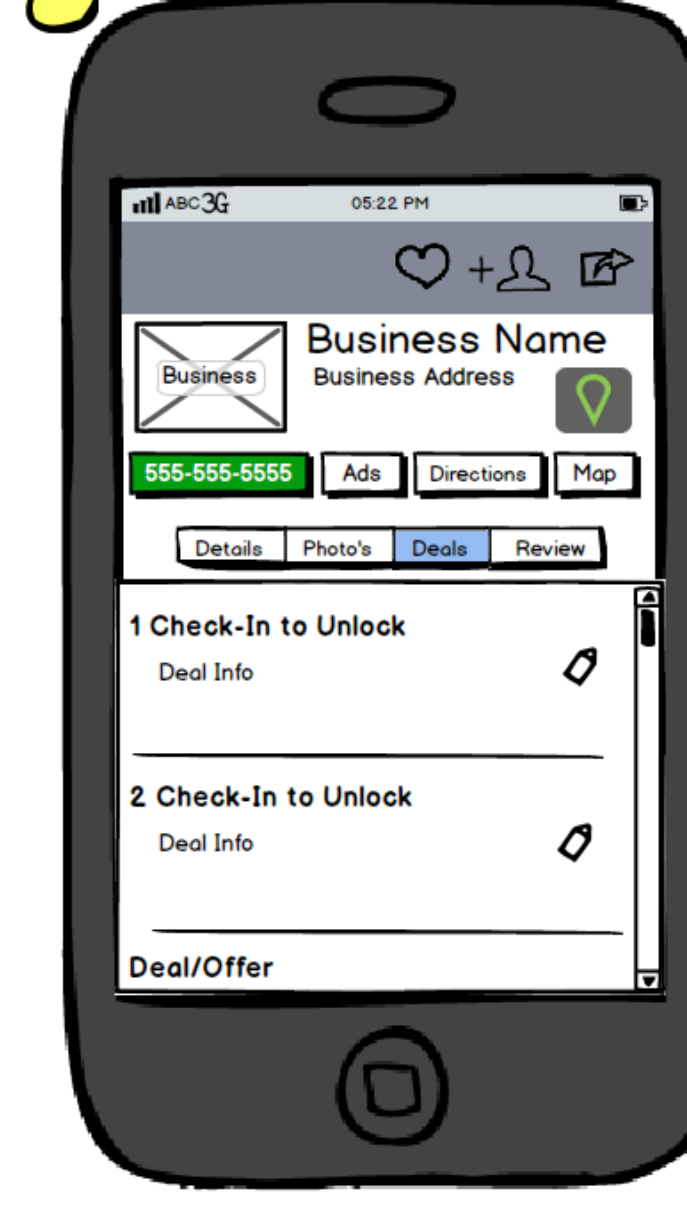 ABC 3G 05:22 PM
Business Name
Business
Business Address
555-555-5555 Ads Directions Map
Details Photo's Deals Review
1 Check-In to Unlock
Deal Info
2 Check-In to Unlock
Deal Info
Deal/Offer